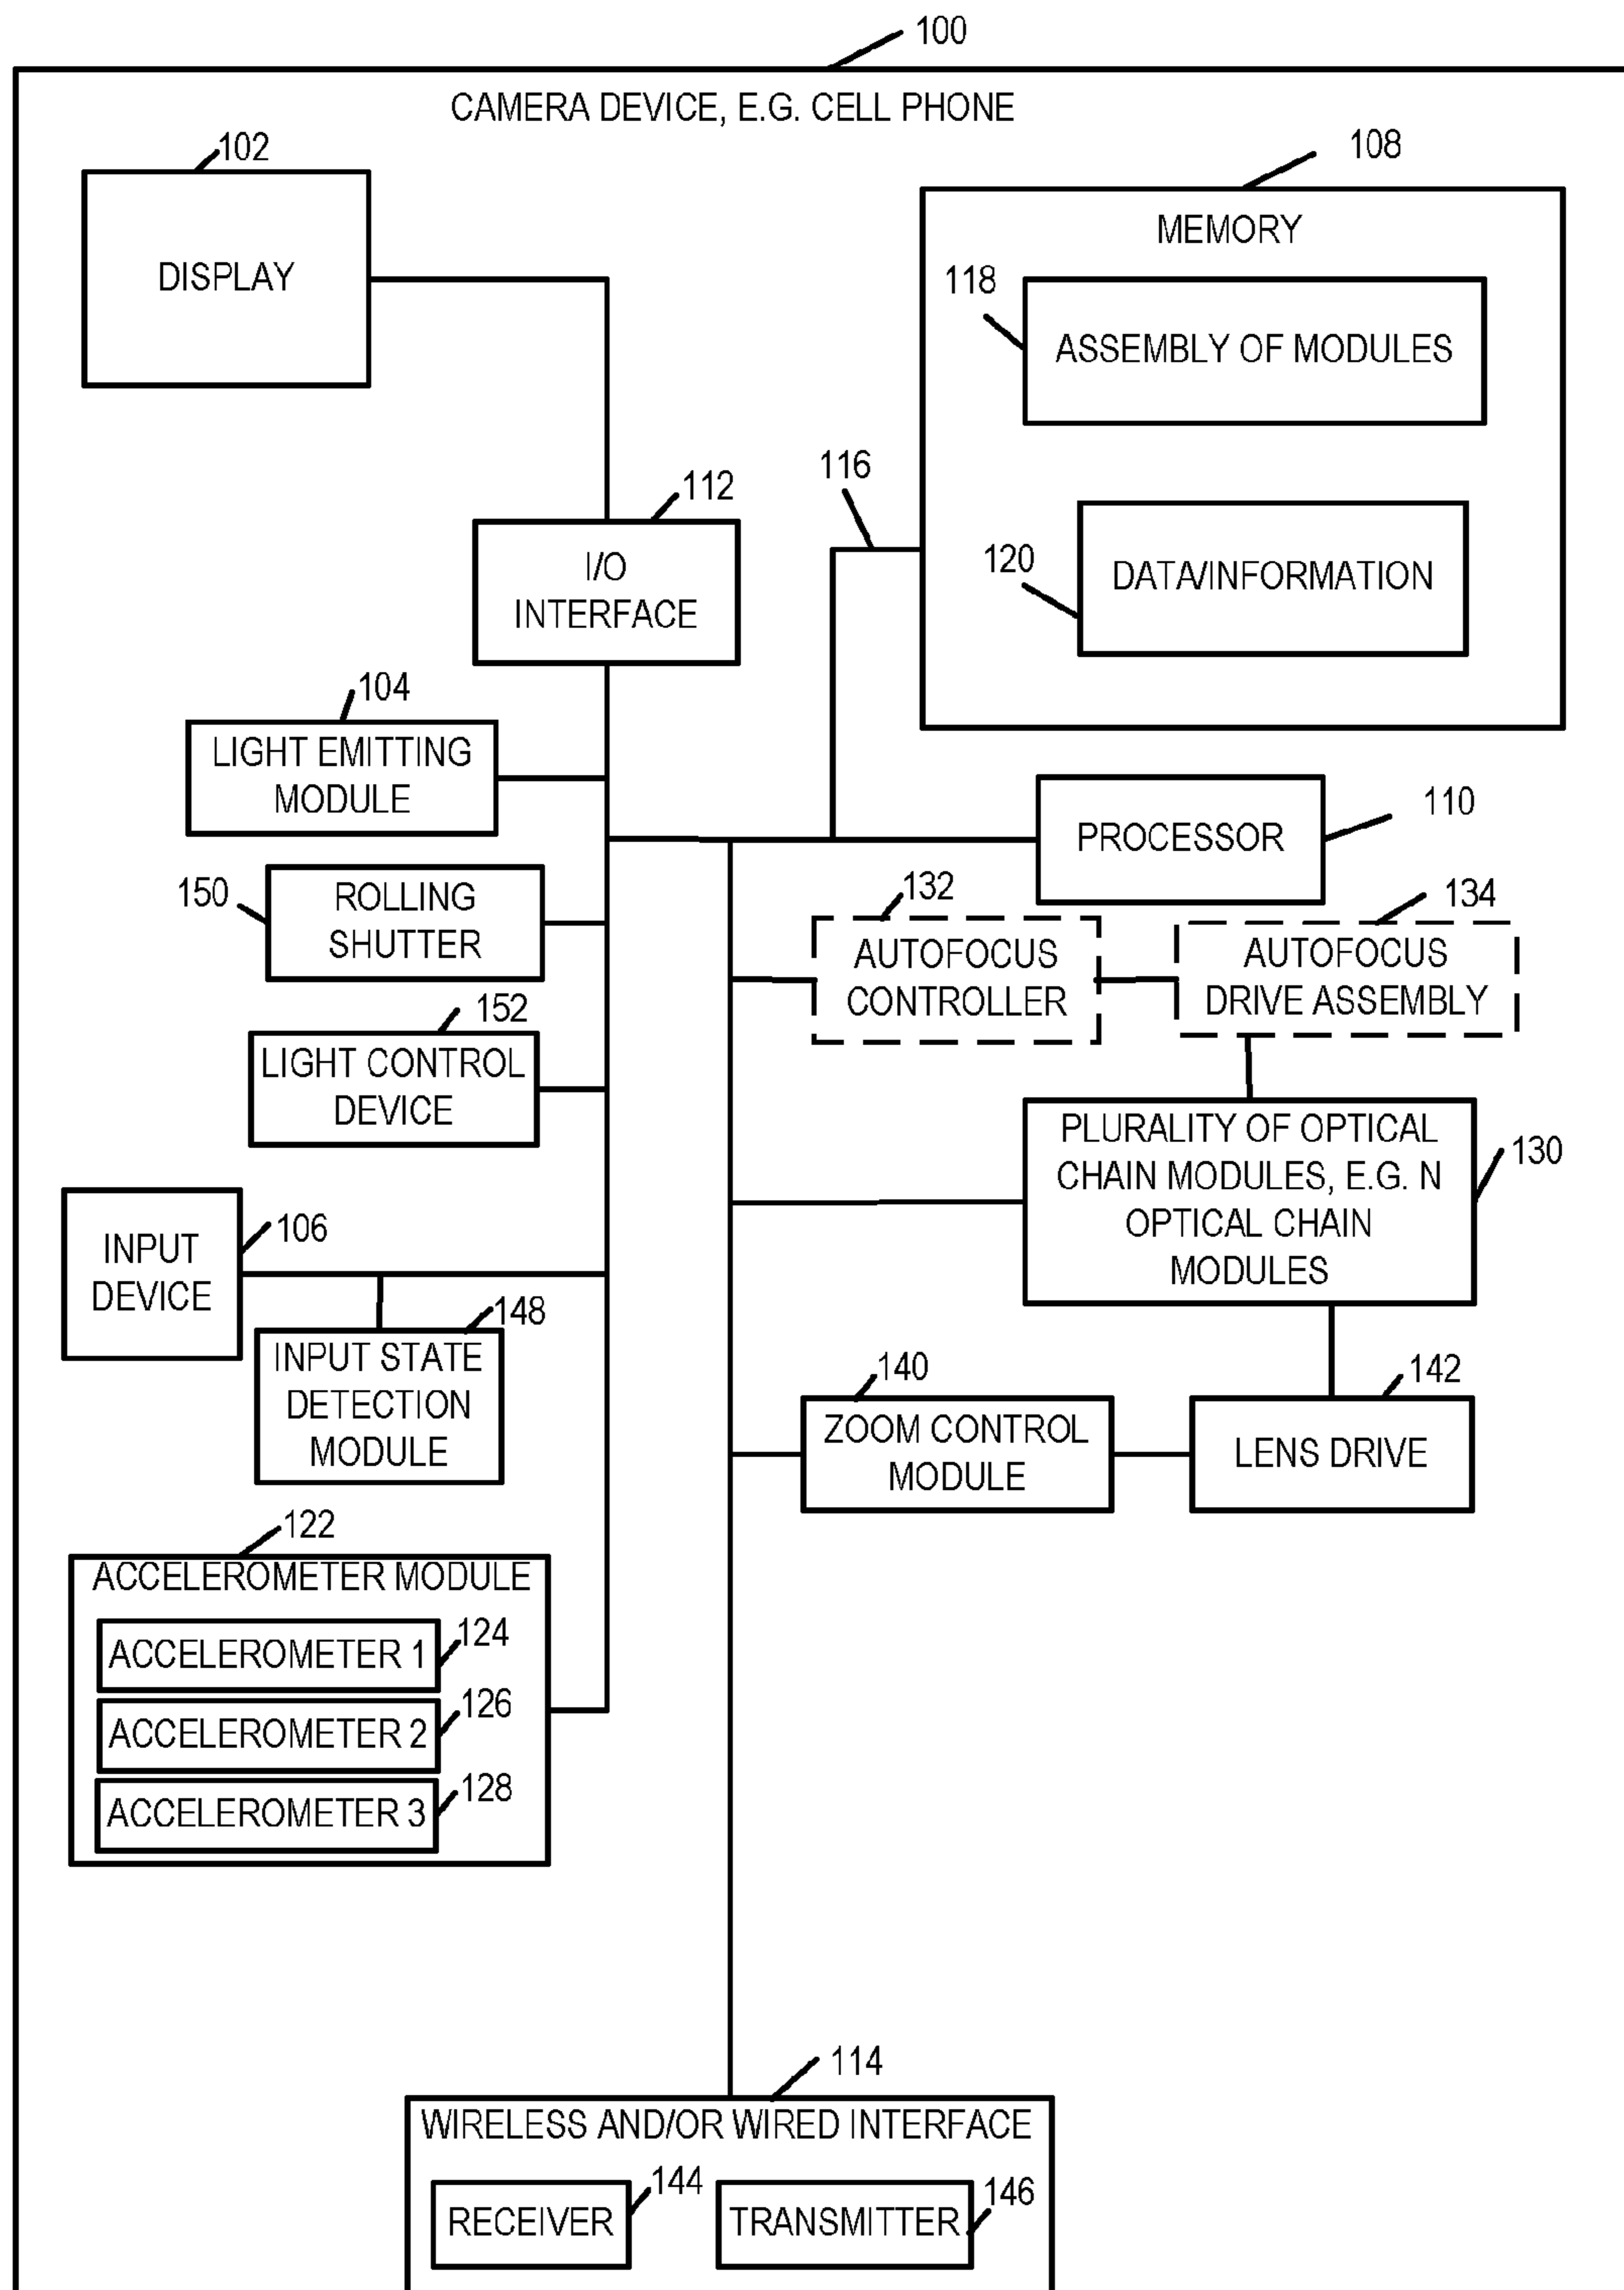 100
CAMERA DEVICE, E.G. CELL PHONE
102
DISPLAY
108
MEMORY
118
ASSEMBLY OF MODULES
116
120
DATA/INFORMATION
112
I/O
INTERFACE
104
LIGHT EMITTING
MODULE
110
PROCESSOR
150
ROLLING
SHUTTER
132
AUTOFOCUS
CONTROLLER
134
AUTOFOCUS
DRIVE ASSEMBLY
152
LIGHT CONTROL
DEVICE
PLURALITY OF OPTICAL
CHAIN MODULES, E.G. N
OPTICAL CHAIN
MODULES
130
INPUT
DEVICE
106
148
INPUT STATE
DETECTION
MODULE
140
ZOOM CONTROL
MODULE
142
LENS DRIVE
122
ACCELEROMETER MODULE
ACCELEROMETER 1
124
ACCELEROMETER 2
126
ACCELEROMETER 3
128
114
WIRELESS AND/OR WIRED INTERFACE
RECEIVER
144
TRANSMITTER
146